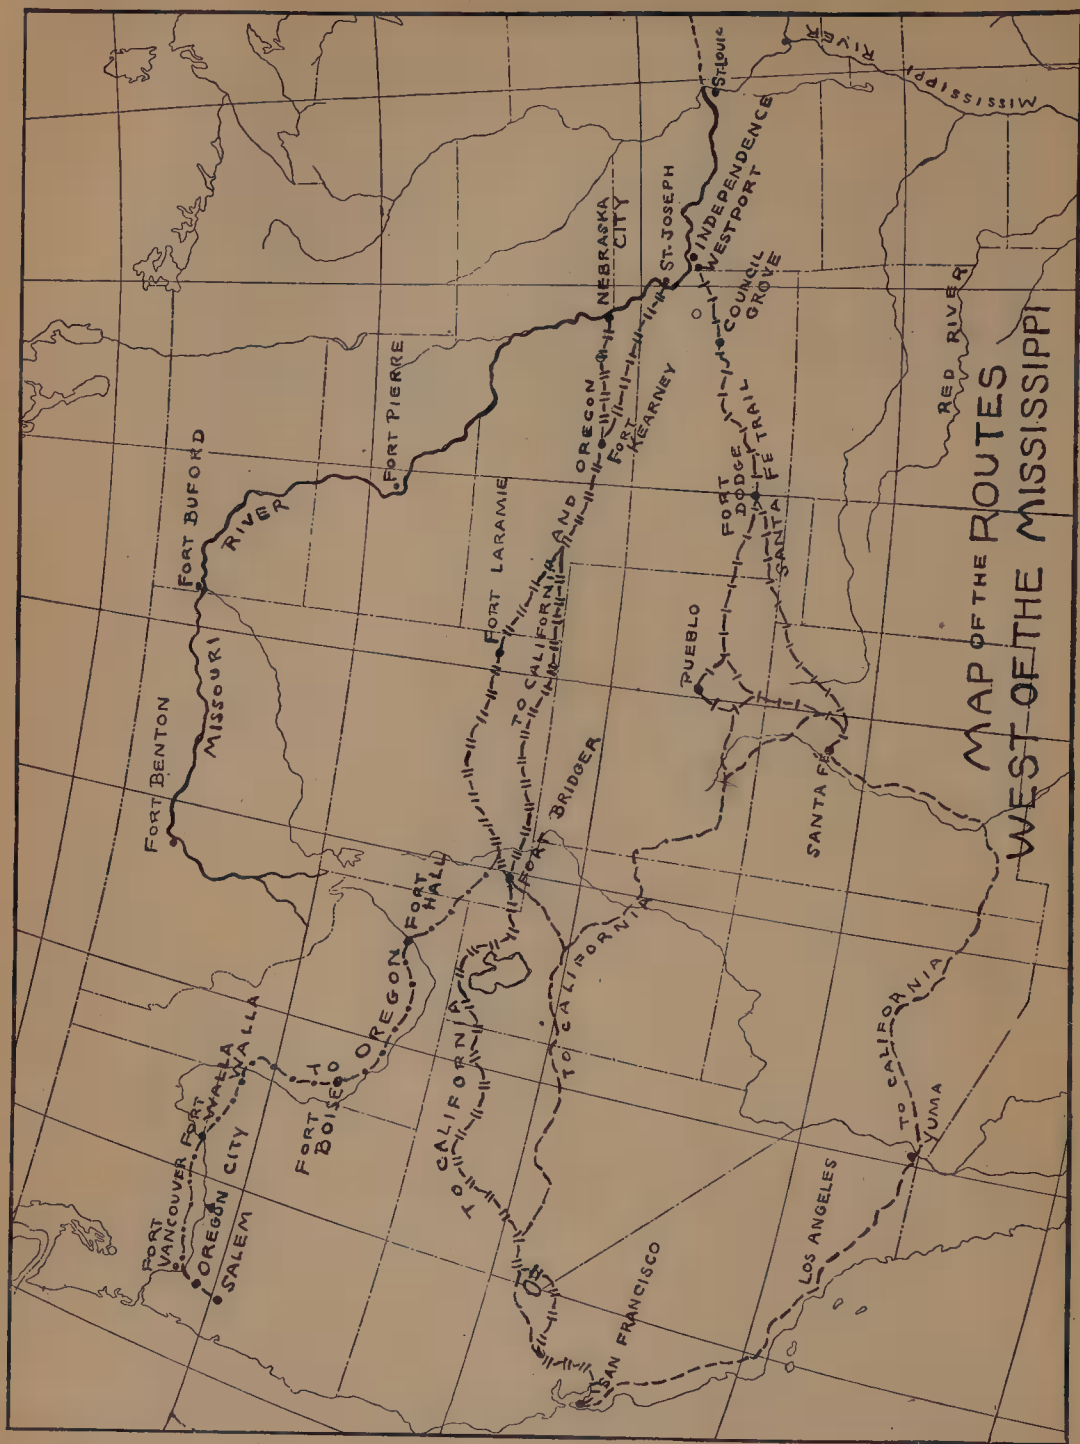 MAP OF THE ROUTES
WEST OF THE MISSISSIPPI
FORT BENTON
MISSOURI
RIVER
FORT BUFORD
FORT PIERRE
FORT
VANCOUVER
OREGON CITY
SALEM
FORT
WALLA
WALLA
FORT
BOISE
TO
OREGON
FORT
HALL
FORT LARAMIE
TO CALIFORNIA AND OREGON
FORT
KEARNEY
NEBRASKA
CITY
ST. JOSEPH
INDEPENDENCE
WESTPORT
ST. LOUIS
COUNCIL
GROVE
MISSISSIPPI
RIVER
TO CALIFORNIA
FORT BRIDGER
TO CALIFORNIA
PUEBLO
FORT
DODGE
SANTA FE TRAIL
SANTA FE
RED RIVER
SAN FRANCISCO
LOS ANGELES
TO CALIFORNIA
YUMA